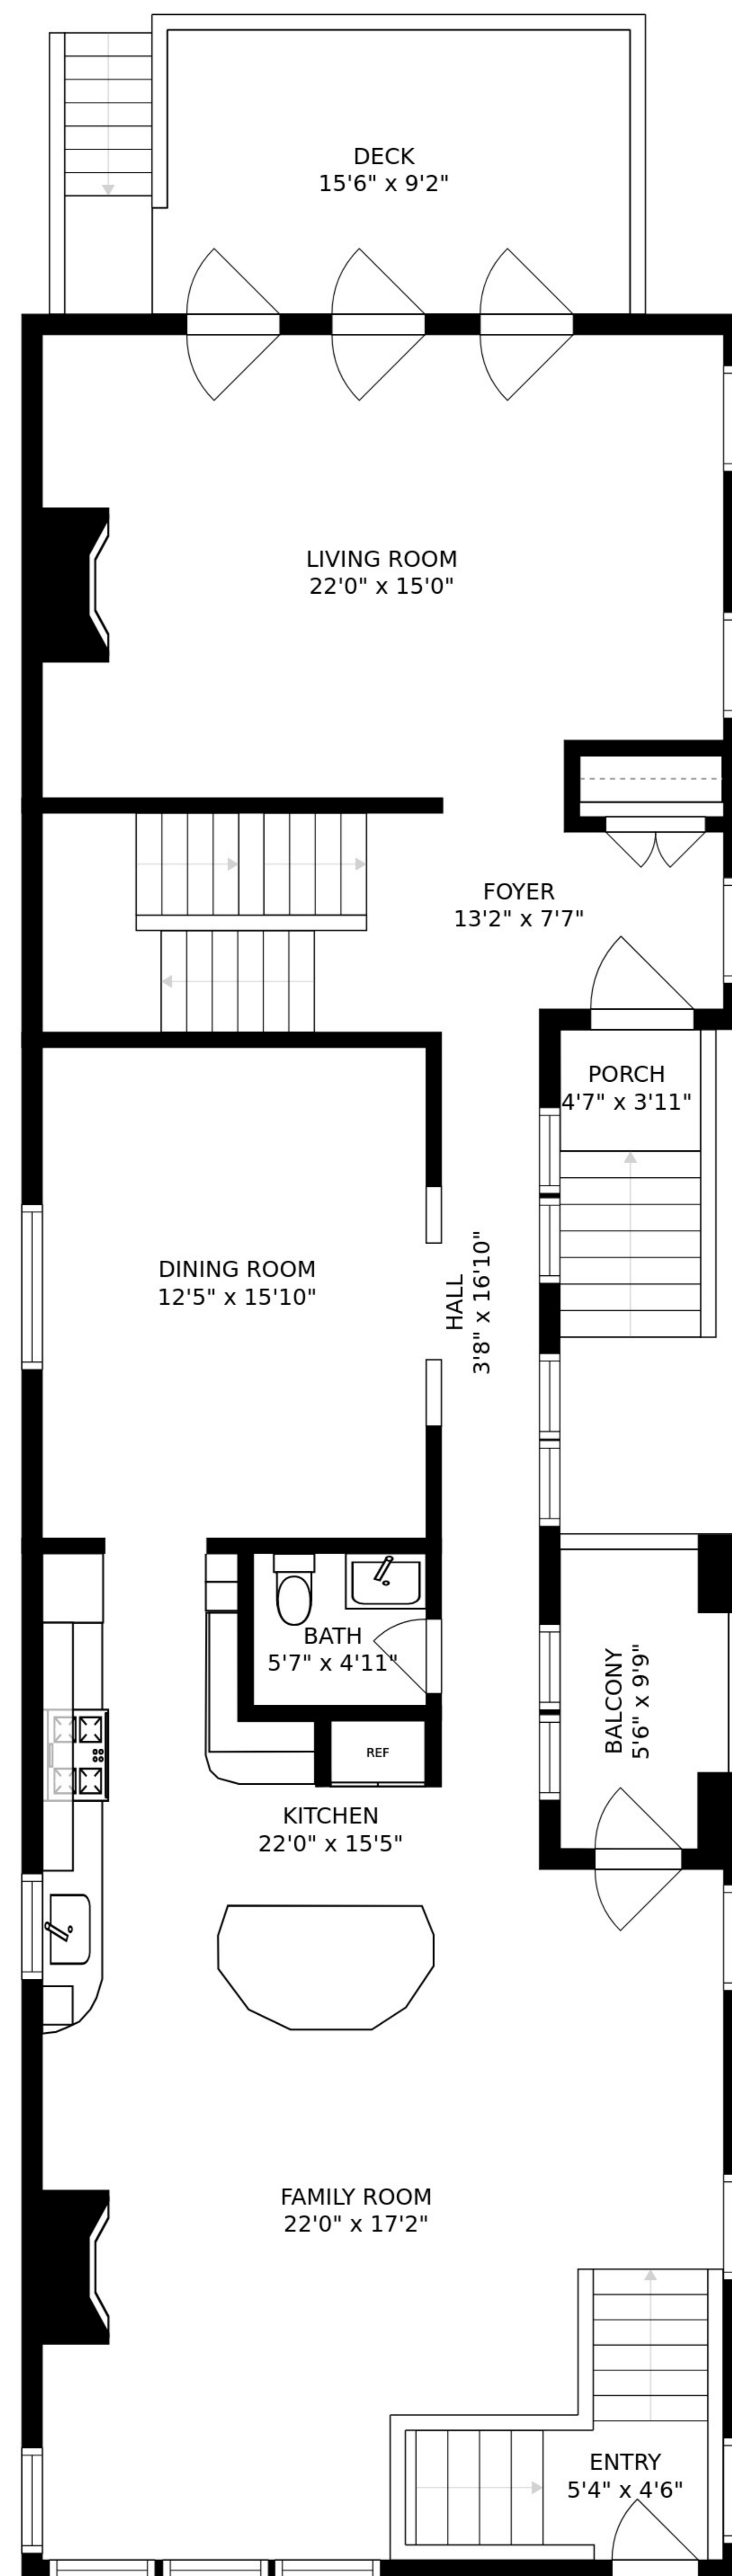 DECK
15'6" x 9'2"
LIVING ROOM
22'0" x 15'0"
FOYER
13'2" x 7'7"
PORCH
4'7" x 3'11"
DINING ROOM
12'5" x 15'10"
HALL
3'8" x 16'10"
BATH
5'7" x 4'11"
BALCONY
5'6" x 9'9"
REF
KITCHEN
22'0" x 15'5"
FAMILY ROOM
22'0" x 17'2"
ENTRY
5'4" x 4'6"